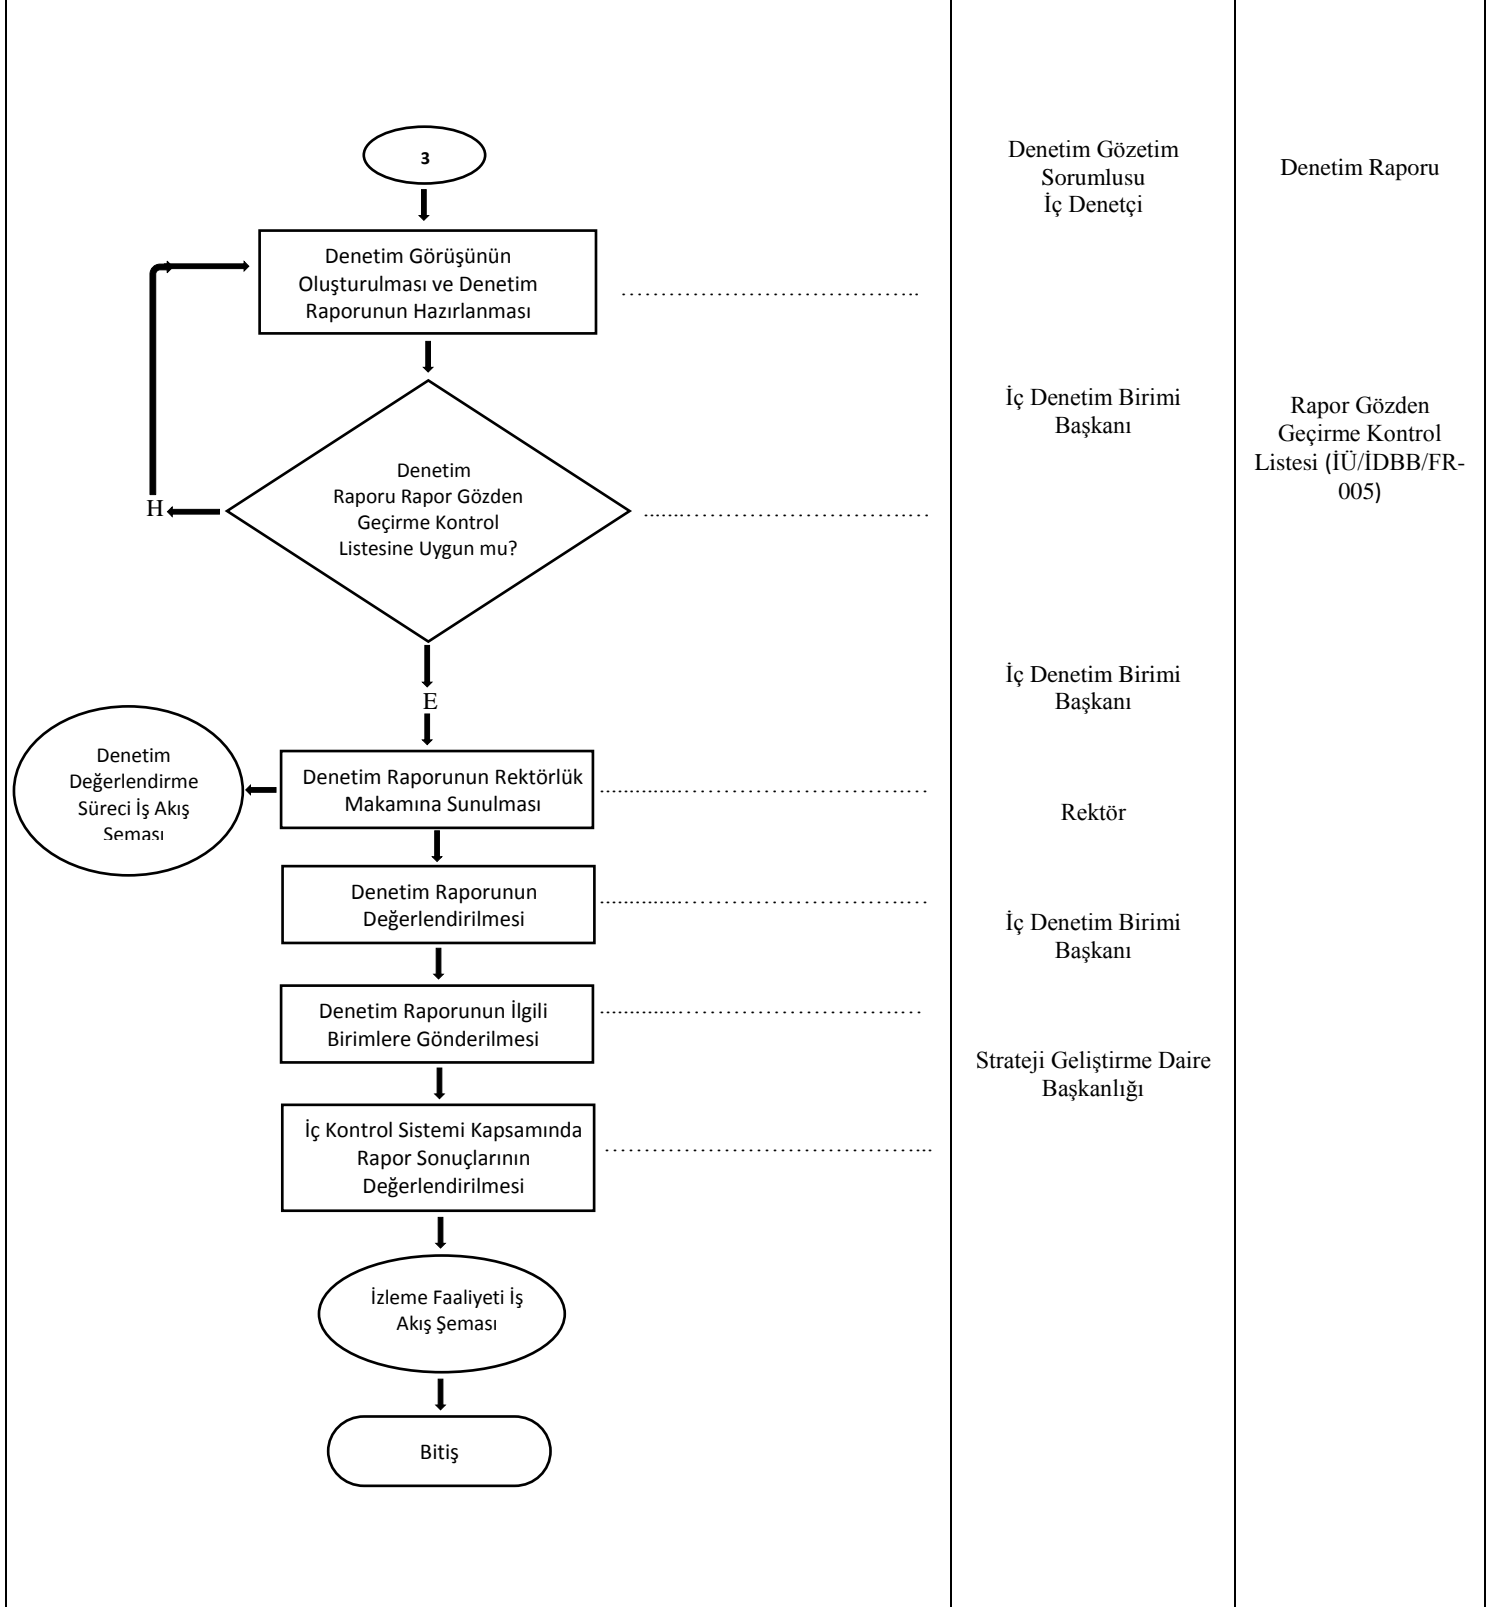 3
Denetim Görüşünün
Oluşturulması ve Denetim
Raporunun Hazırlanması
Denetim
Raporu Rapor Gözden
Geçirme Kontrol
Listesine Uygun mu?
H
E
Denetim
Değerlendirme
Süreci İş Akış
Şeması
Denetim Raporunun Rektörlük
Makamına Sunulması
Denetim Raporunun
Değerlendirilmesi
Denetim Raporunun İlgili
Birimlere Gönderilmesi
İç Kontrol Sistemi Kapsamında
Rapor Sonuçlarının
Değerlendirilmesi
İzleme Faaliyeti İş
Akış Şeması
Bitiş
Denetim Gözetim
Sorumlusu
İç Denetçi
İç Denetim Birimi
Başkanı
İç Denetim Birimi
Başkanı
Rektör
İç Denetim Birimi
Başkanı
Strateji Geliştirme Daire
Başkanlığı
Denetim Raporu
Rapor Gözden
Geçirme Kontrol
Listesi (İÜ/İDBB/FR-
005)